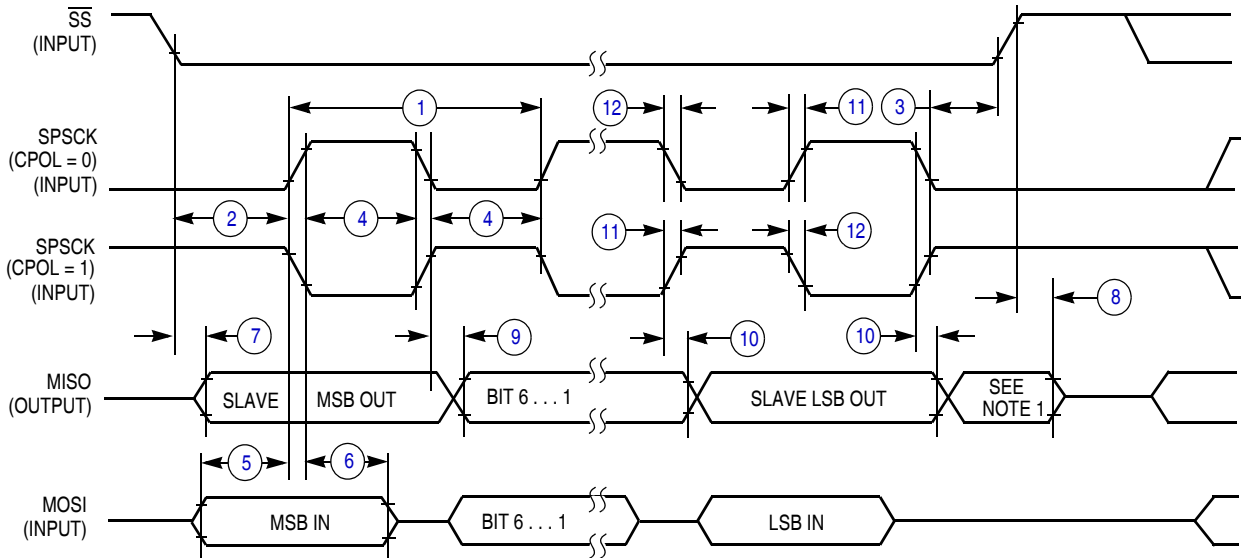 SS
(INPUT)
1
12
11
3
SPSCK
(CPOL = 0)
(INPUT)
2
4
4
11
12
SPSCK
(CPOL = 1)
(INPUT)
8
7
9
10
10
MISO
(OUTPUT)
SLAVE
MSB OUT
BIT 6 . . . 1
SLAVE LSB OUT
SEE
NOTE 1
5
6
MOSI
(INPUT)
MSB IN
BIT 6 . . . 1
LSB IN